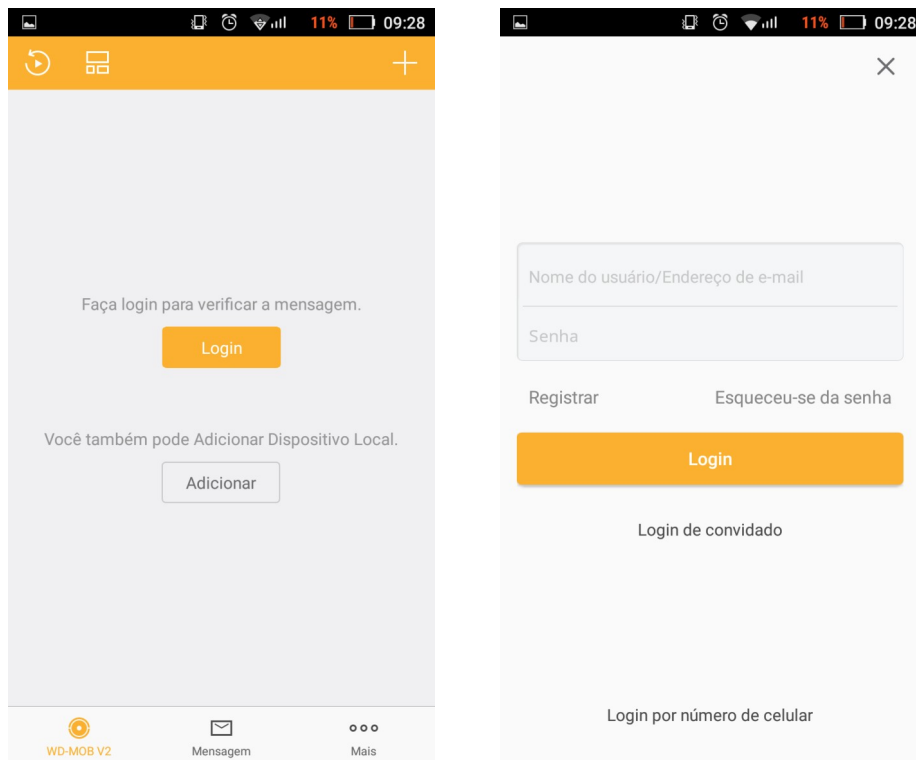 11% 09:28
Faça login para verificar a mensagem.
Login
Você também pode Adicionar Dispositivo Local.
Adicionar
WD-MOB V2
Mensagem
Mais
11% 09:28
Nome do usuário/Endereço de e-mail
Senha
Registrar
Esqueceu-se da senha
Login
Login de convidado
Login por número de celular